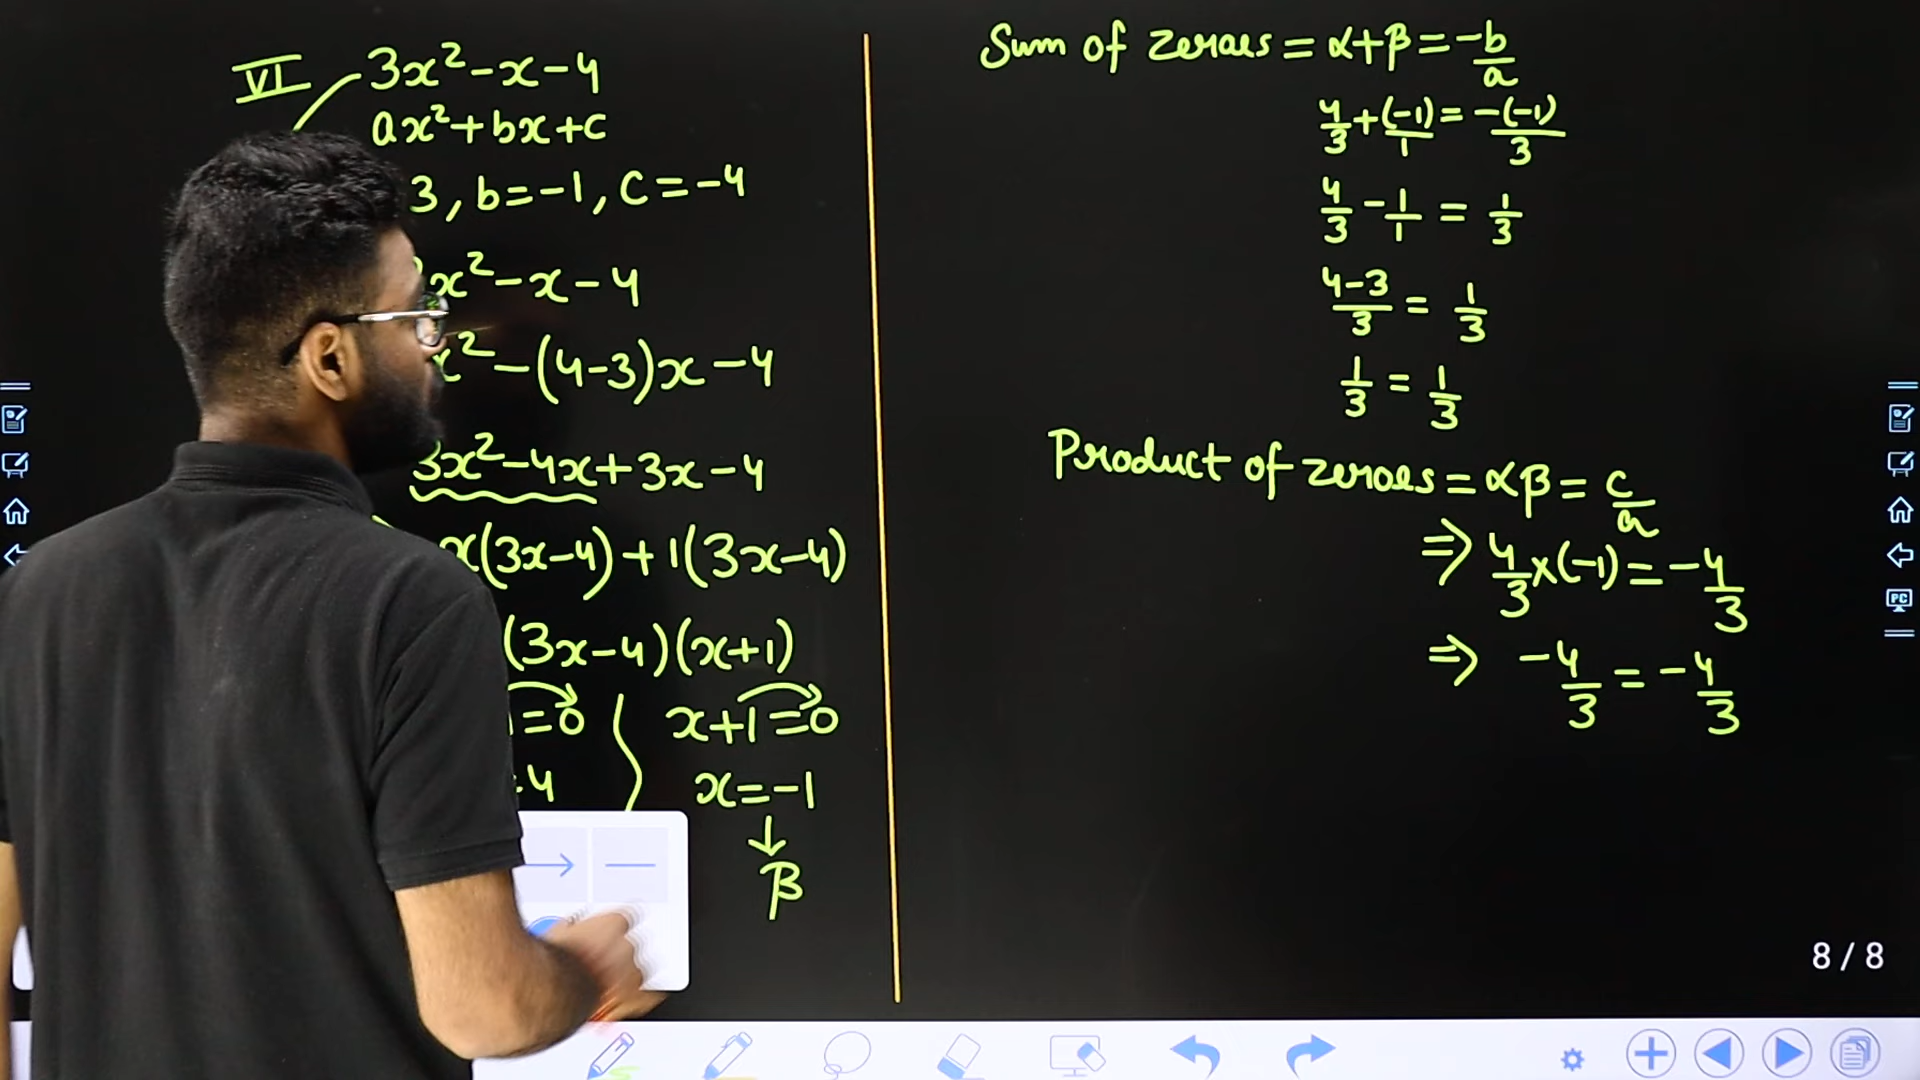 VI 3x²-x-4
ax²+bx+c
3, b=-1, c=-4
x²-x-4
x²-(4-3)x-4
3x²-4x+3x-4
x(3x-4)+1(3x-4)
(3x-4)(x+1)
=0 x+1=0
4 x=-1
↓
β
Sum of zeroes = α+β = -b/a
4/3+(-1)/1 = -(-1)/3
4/3-1/1 = 1/3
4-3/3 = 1/3
1/3 = 1/3
Product of zeroes = αβ = c/a
⇒ 4/3×(-1) = -4/3
⇒ -4/3 = -4/3
8 / 8
PC